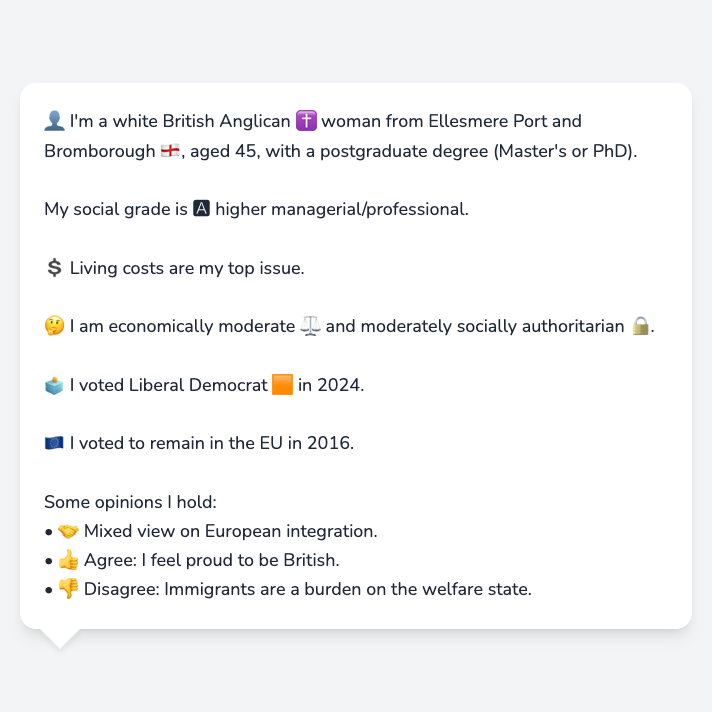 👤 I'm a white British Anglican ✝️ woman from Ellesmere Port and
Bromborough 🏴󠁧󠁢󠁥󠁮󠁧󠁿, aged 45, with a postgraduate degree (Master's or PhD).
My social grade is 🅰 higher managerial/professional.
💲 Living costs are my top issue.
🤔 I am economically moderate ⚖️ and moderately socially authoritarian 🔒.
🗳️ I voted Liberal Democrat 🟧 in 2024.
🇪🇺 I voted to remain in the EU in 2016.
Some opinions I hold:
• 🤝 Mixed view on European integration.
• 👍 Agree: I feel proud to be British.
• 👎 Disagree: Immigrants are a burden on the welfare state.